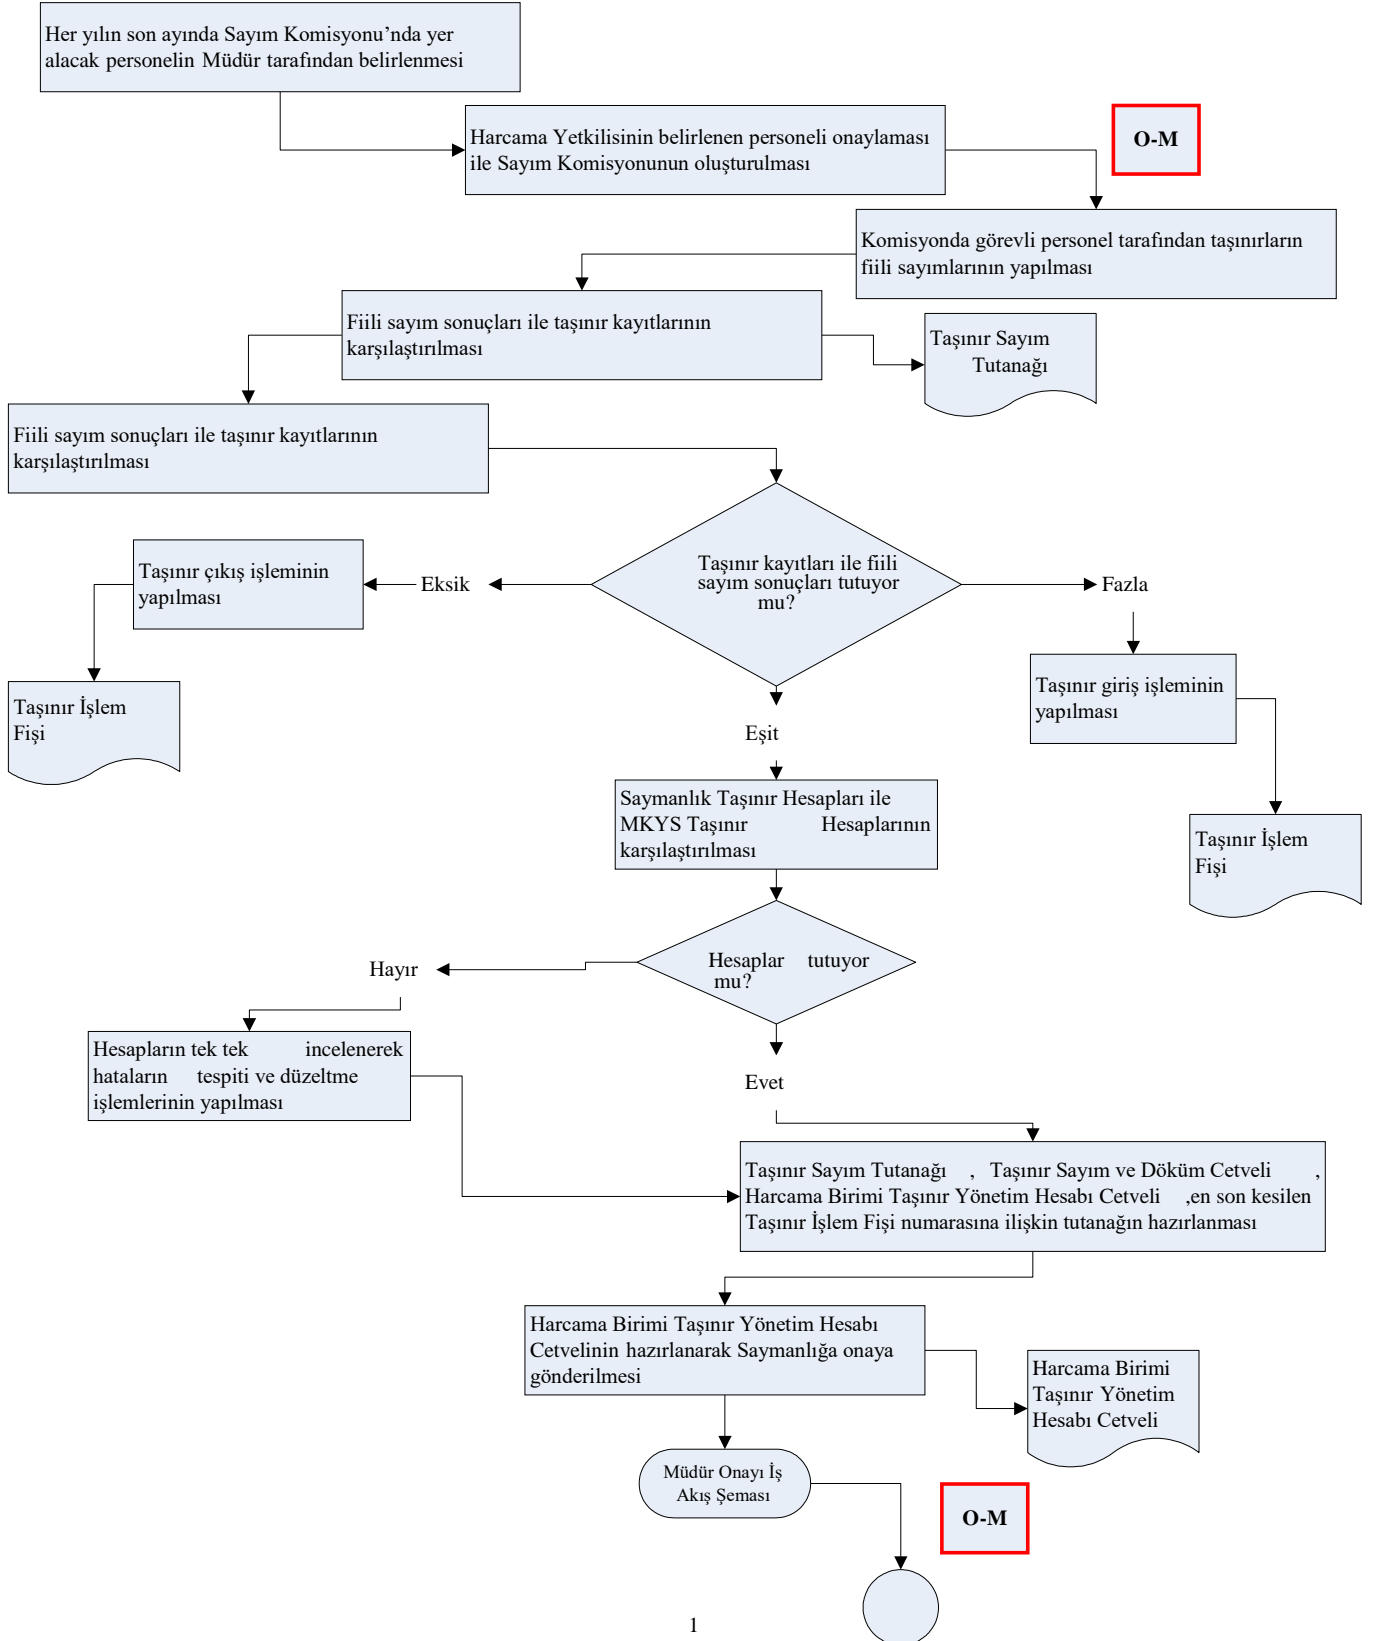 Her yılın son ayında Sayım Komisyonu’nda yer
alacak personelin Müdür tarafından belirlenmesi
Harcama Yetkilisinin belirlenen personeli onaylaması
ile Sayım Komisyonunun oluşturulması
O-M
Komisyonda görevli personel tarafından taşınırların
fiili sayımlarının yapılması
Fiili sayım sonuçları ile taşınır kayıtlarının
karşılaştırılması
Taşınır Sayım
Tutanağı
Fiili sayım sonuçları ile taşınır kayıtlarının
karşılaştırılması
Taşınır kayıtları ile fiili
sayım sonuçları tutuyor
mu?
Eksik
Taşınır çıkış işleminin
yapılması
Taşınır İşlem
Fişi
Fazla
Taşınır giriş işleminin
yapılması
Taşınır İşlem
Fişi
Eşit
Saymanlık Taşınır Hesapları ile
MKYS Taşınır Hesaplarının
karşılaştırılması
Hesaplar tutuyor
mu?
Hayır
Hesapların tek tek incelenerek
hataların tespiti ve düzeltme
işlemlerinin yapılması
Evet
Taşınır Sayım Tutanağı , Taşınır Sayım ve Döküm Cetveli ,
Harcama Birimi Taşınır Yönetim Hesabı Cetveli ,en son kesilen
Taşınır İşlem Fişi numarasına ilişkin tutanağın hazırlanması
Harcama Birimi Taşınır Yönetim Hesabı
Cetvelinin hazırlanarak Saymanlığa onaya
gönderilmesi
Harcama Birimi
Taşınır Yönetim
Hesabı Cetveli
Müdür Onayı İş
Akış Şeması
O-M
1